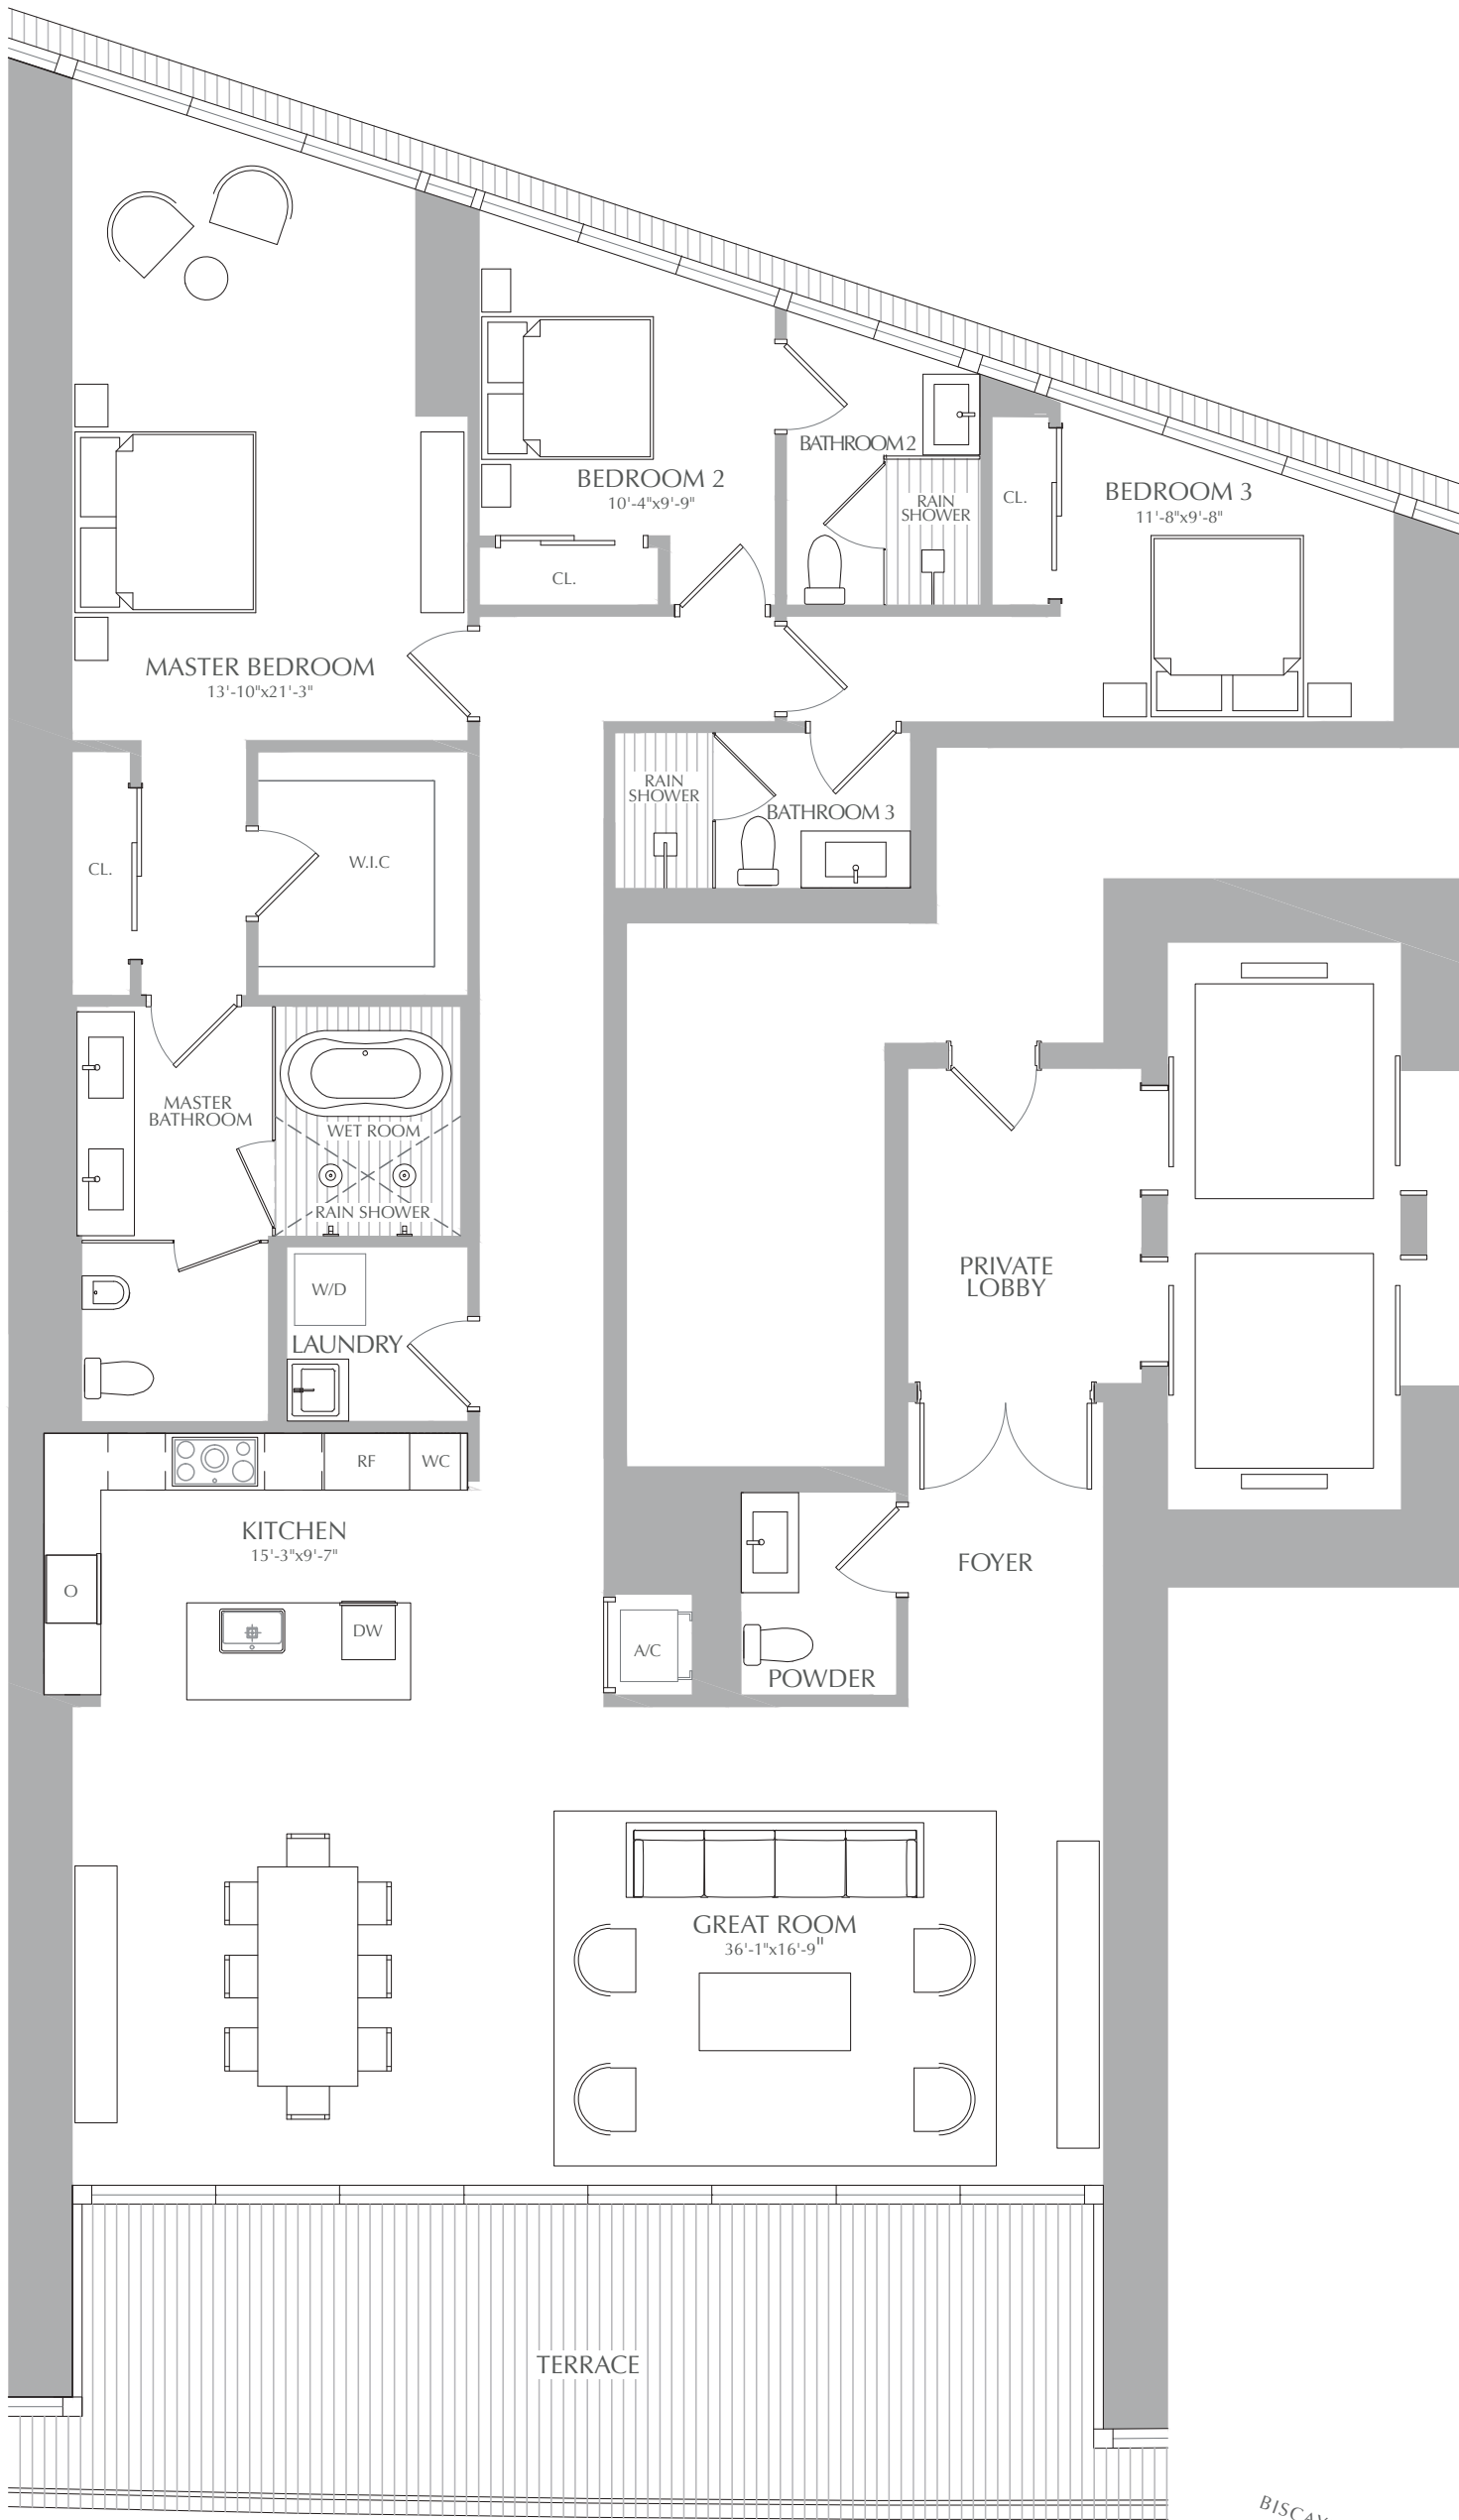 BATHROOM 2
BEDROOM 2
10'-4"x9'-9"
RAIN
SHOWER
CL.
BEDROOM 3
11'-8"x9'-8"
CL.
MASTER BEDROOM
13'-10"x21'-3"
RAIN
SHOWER
BATHROOM 3
CL.
W.I.C
MASTER
BATHROOM
WET ROOM
RAIN SHOWER
PRIVATE
LOBBY
W/D
LAUNDRY
RF
WC
KITCHEN
15'-3"x9'-7"
FOYER
O
DW
A/C
POWDER
GREAT ROOM
36'-1"x16'-9"
TERRACE